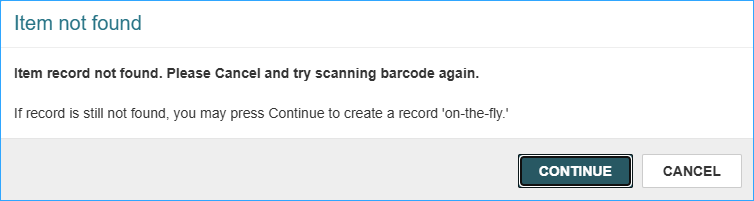 Item not found
Item record not found. Please Cancel and try scanning barcode again.
If record is still not found, you may press Continue to create a record 'on-the-fly.'
CONTINUE
CANCEL